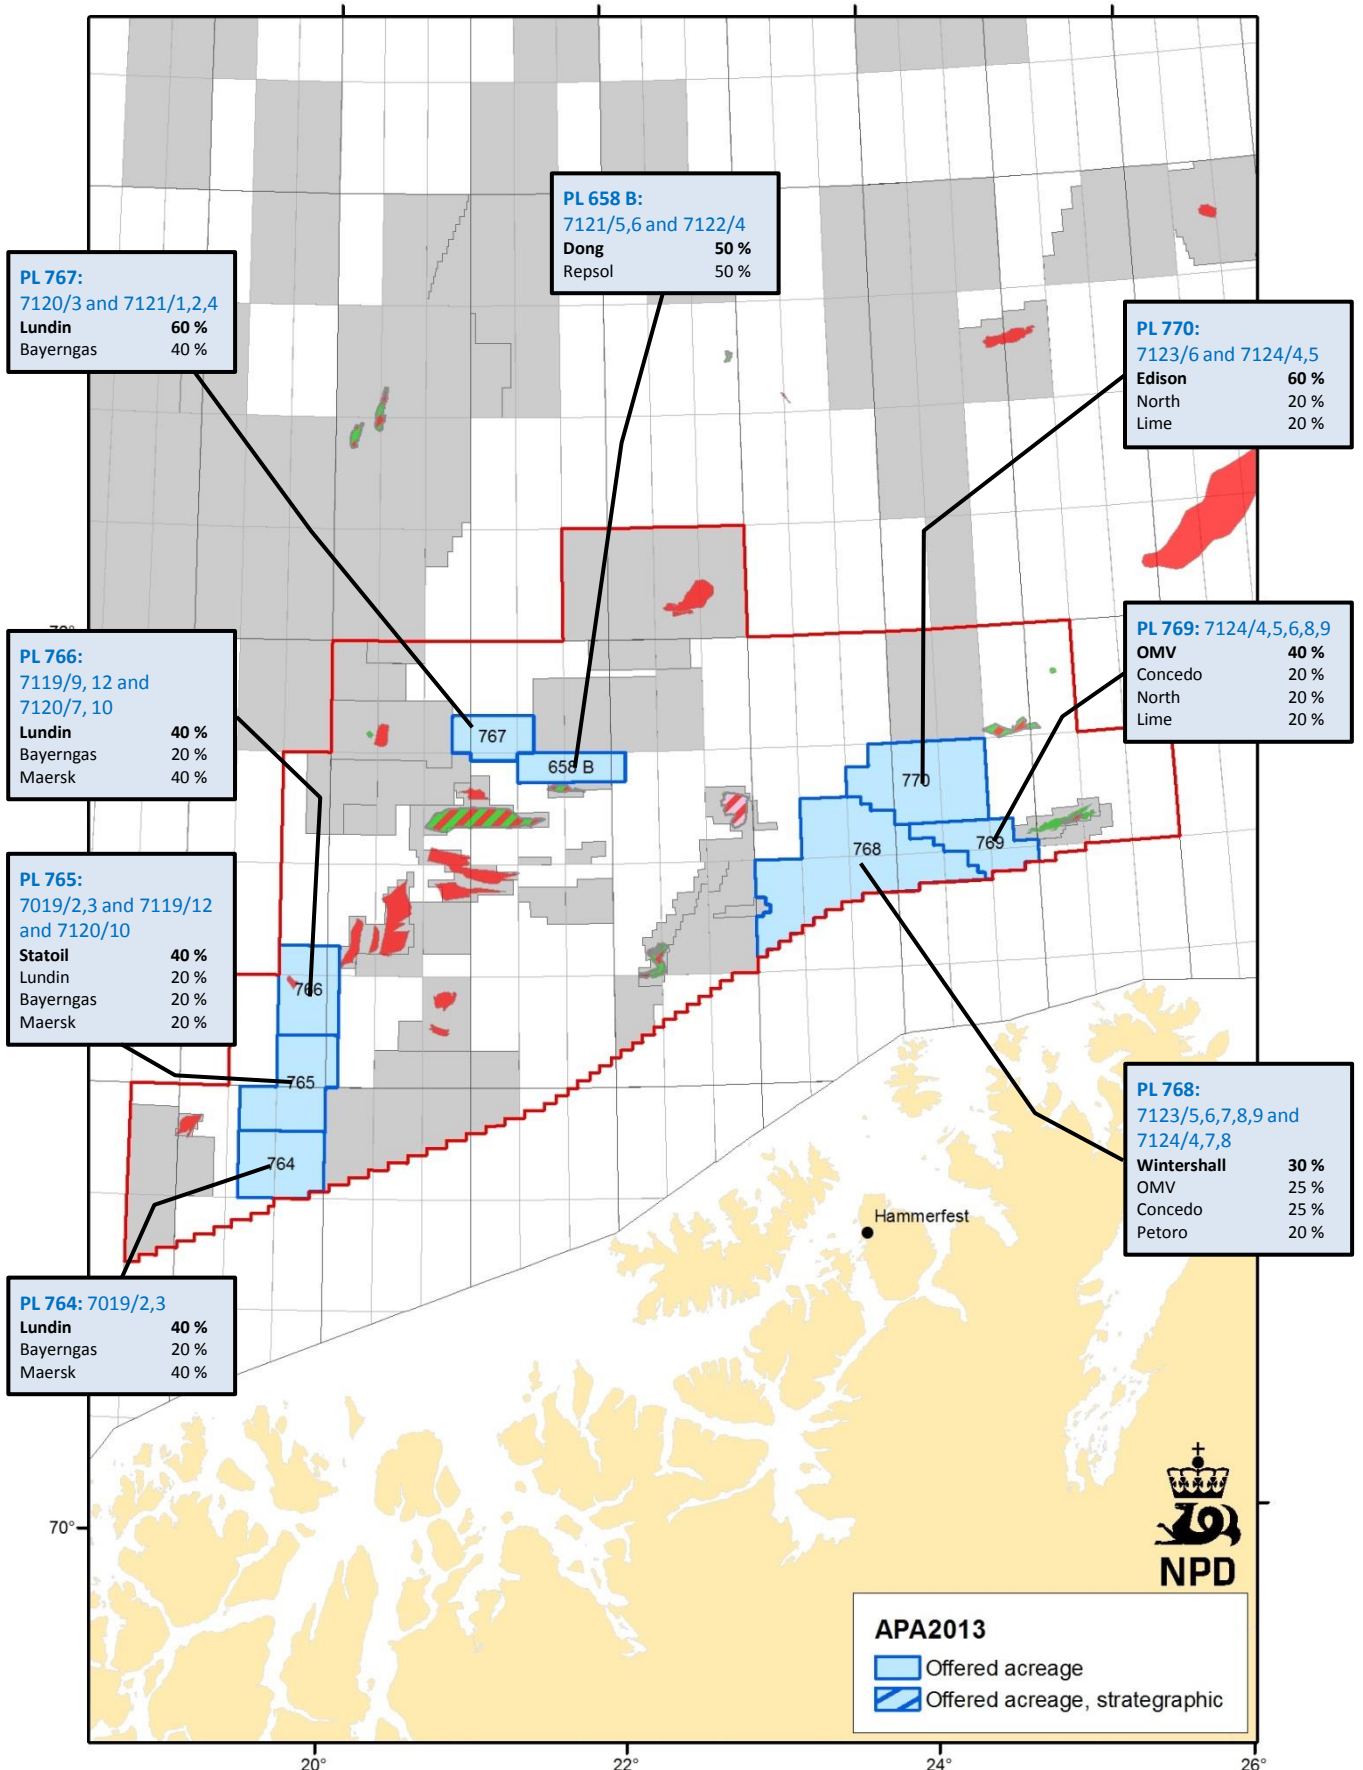 PL 658 B:
7121/5,6 and 7122/4
Dong 50 %
Repsol 50 %
PL 767:
7120/3 and 7121/1,2,4
Lundin 60 %
Bayerngas 40 %
PL 770:
7123/6 and 7124/4,5
Edison 60 %
North 20 %
Lime 20 %
PL 766:
7119/9, 12 and
7120/7, 10
Lundin 40 %
Bayerngas 20 %
Maersk 40 %
PL 769: 7124/4,5,6,8,9
OMV 40 %
Concedo 20 %
North 20 %
Lime 20 %
767
658 B
770
768
769
PL 765:
7019/2,3 and 7119/12
and 7120/10
Statoil 40 %
Lundin 20 %
Bayerngas 20 %
Maersk 20 %
766
765
764
PL 768:
7123/5,6,7,8,9 and
7124/4,7,8
Wintershall 30 %
OMV 25 %
Concedo 25 %
Petoro 20 %
Hammerfest
PL 764: 7019/2,3
Lundin 40 %
Bayerngas 20 %
Maersk 40 %
70°
NPD
APA2013
Offered acreage
Offered acreage, strategraphic
20°
22°
24°
26°